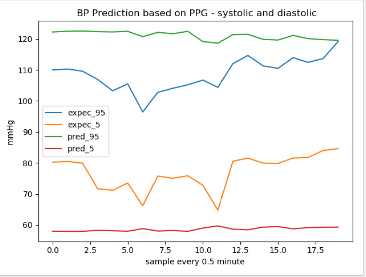 BP Prediction based on PPG - systolic and diastolic
120
110
100
90
80
70
60
mmHg
expec_95
expec_5
pred_95
pred_5
0.0 2.5 5.0 7.5 10.0 12.5 15.0 17.5
sample every 0.5 minute